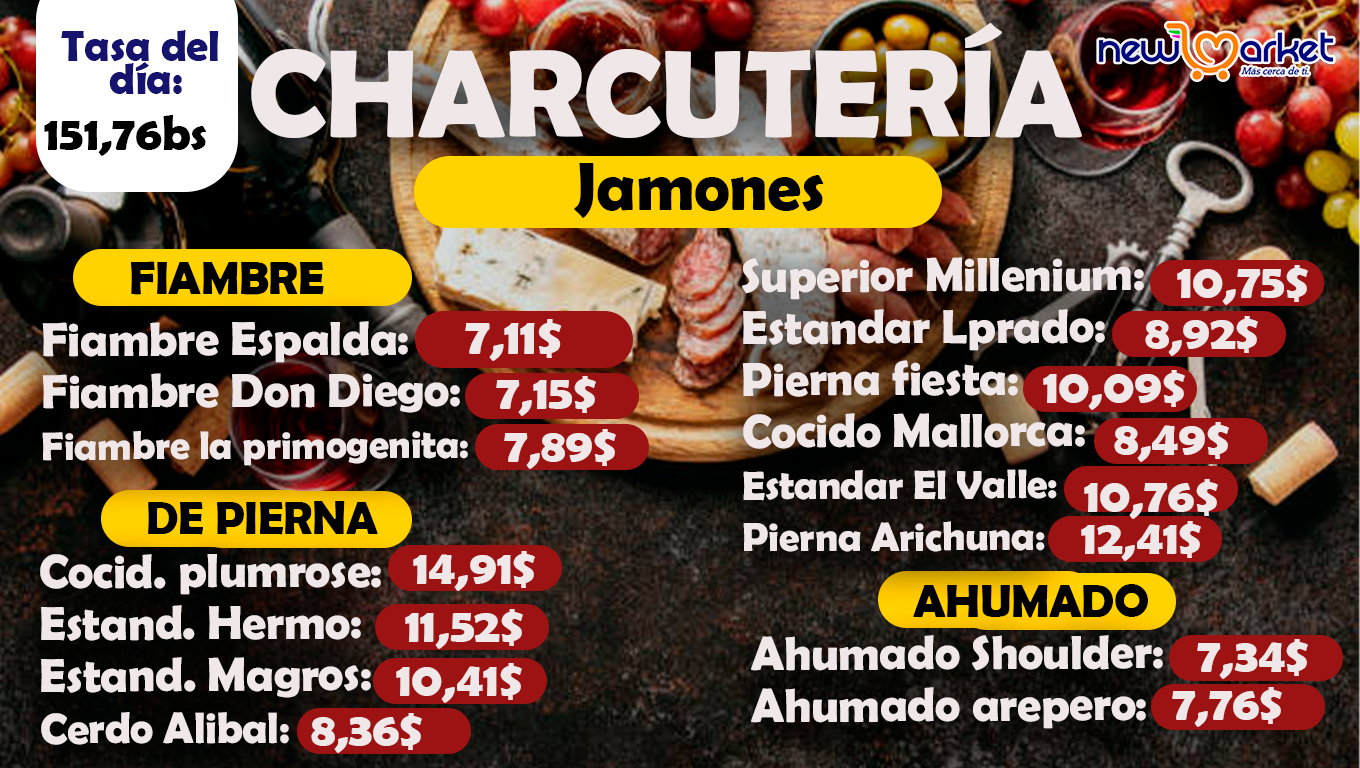 Tasa del
día:
151,76bs
CHARCUTERÍA
new market
Más cerca de ti.
Jamones
FIAMBRE
Fiambre Espalda: 7,11$
Fiambre Don Diego: 7,15$
Fiambre la primogenita: 7,89$
DE PIERNA
Cocid. plumrose: 14,91$
Estand. Hermo: 11,52$
Estand. Magros: 10,41$
Cerdo Alibal: 8,36$
Superior Millenium: 10,75$
Estandar Lprado: 8,92$
Pierna fiesta: 10,09$
Cocido Mallorca: 8,49$
Estandar El Valle: 10,76$
Pierna Arichuna: 12,41$
AHUMADO
Ahumado Shoulder: 7,34$
Ahumado arepero: 7,76$